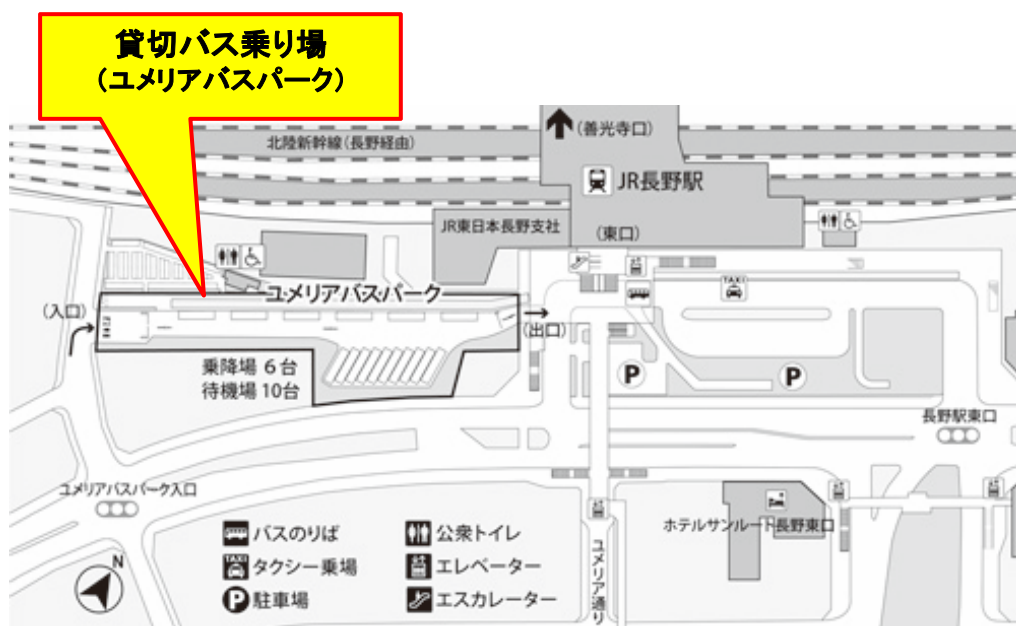 貸切バス乗り場
(ユメリアバスパーク)
北陸新幹線(長野経由)
(善光寺口)
JR長野駅
JR東日本長野支社
(東口)
ユメリアバスパーク
TAXI
(入口)
(出口)
乗降場 6台
待機場 10台
P
P
長野駅東口
ユメリアバスパーク入口
ホテルサンルート長野東口
ユメリア通り
N
バスのりば
公衆トイレ
TAXI
タクシー乗場
エレベーター
P
駐車場
エスカレーター